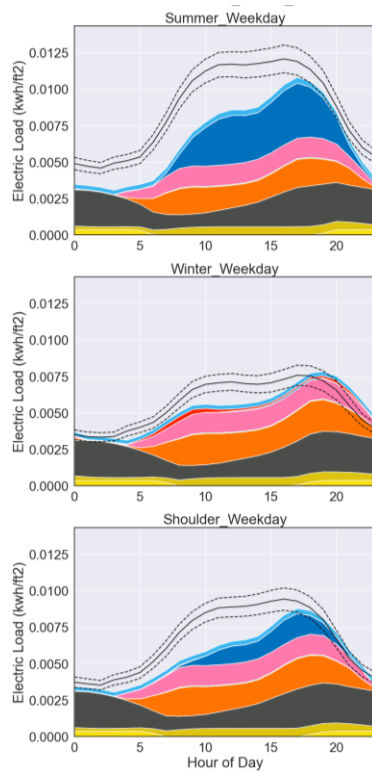 Summer_Weekday
0.0125
0.0100
0.0075
0.0050
0.0025
0.0000
Electric Load (kwh/ft2)
0 5 10 15 20
Winter_Weekday
0.0125
0.0100
0.0075
0.0050
0.0025
0.0000
Electric Load (kwh/ft2)
0 5 10 15 20
Shoulder_Weekday
0.0125
0.0100
0.0075
0.0050
0.0025
0.0000
Electric Load (kwh/ft2)
0 5 10 15 20
Hour of Day